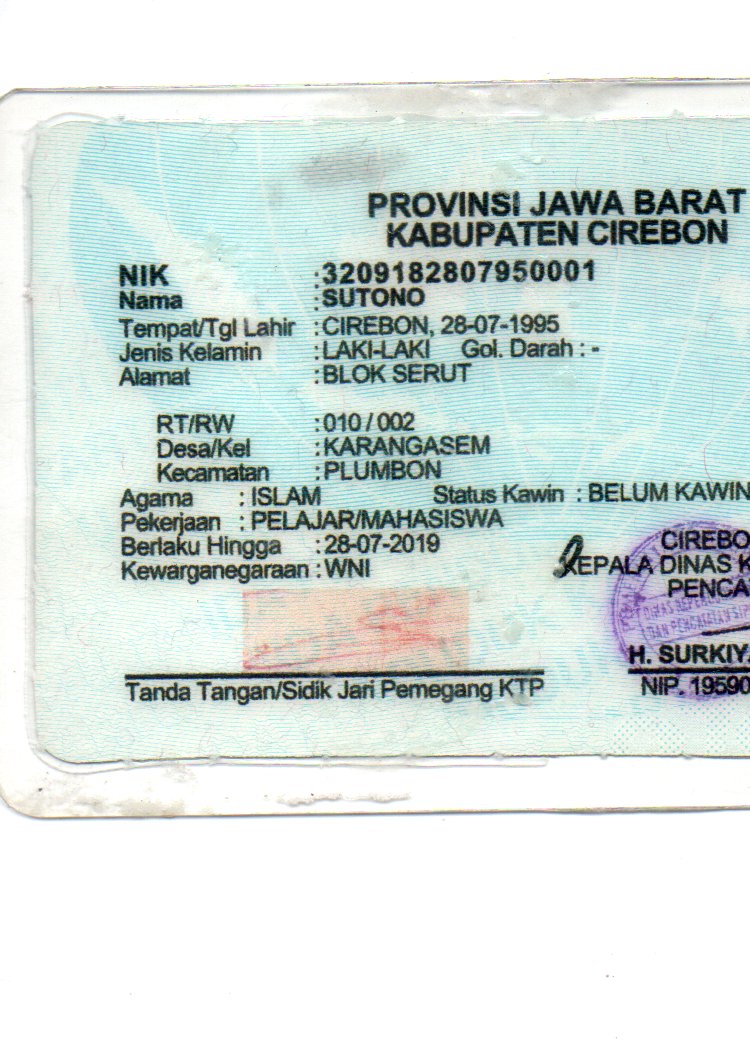 PROVINSI JAWA BARAT
KABUPATEN CIREBON
NIK : 3209182807950001
Nama : SUTONO
Tempat/Tgl Lahir : CIREBON, 28-07-1995
Jenis Kelamin : LAKI-LAKI Gol. Darah : -
Alamat : BLOK SERUT
RT/RW : 010 / 002
Desa/Kel : KARANGASEM
Kecamatan : PLUMBON
Agama : ISLAM Status Kawin : BELUM KAWIN
Pekerjaan : PELAJAR/MAHASISWA
Berlaku Hingga : 28-07-2019 CIREBO
Kewarganegaraan : WNI KEPALA DINAS K
PENCA
H. SURKIY
Tanda Tangan/Sidik Jari Pemegang KTP NIP. 19590